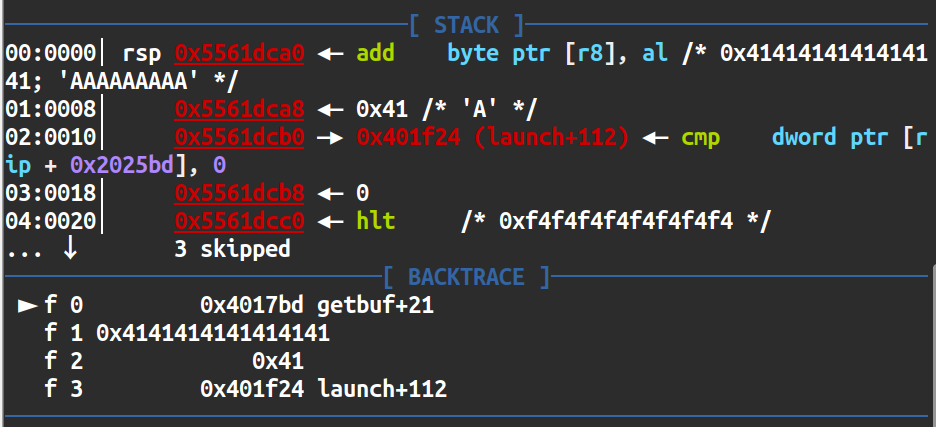 [ STACK ]
00:0000│ rsp 0x5561dca0 ◂— add    byte ptr [r8], al /* 0x41414141414141
41; 'AAAAAAAAA' */
01:0008│     0x5561dca8 ◂— 0x41 /* 'A' */
02:0010│     0x5561dcb0 —▸ 0x401f24 (launch+112) ◂— cmp    dword ptr [r
ip + 0x2025bd], 0
03:0018│     0x5561dcb8 ◂— 0
04:0020│     0x5561dcc0 ◂— hlt     /* 0xf4f4f4f4f4f4f4f4 */
... ↓        3 skipped
[ BACKTRACE ]
► f 0         0x4017bd getbuf+21
f 1 0x4141414141414141
f 2             0x41
f 3         0x401f24 launch+112